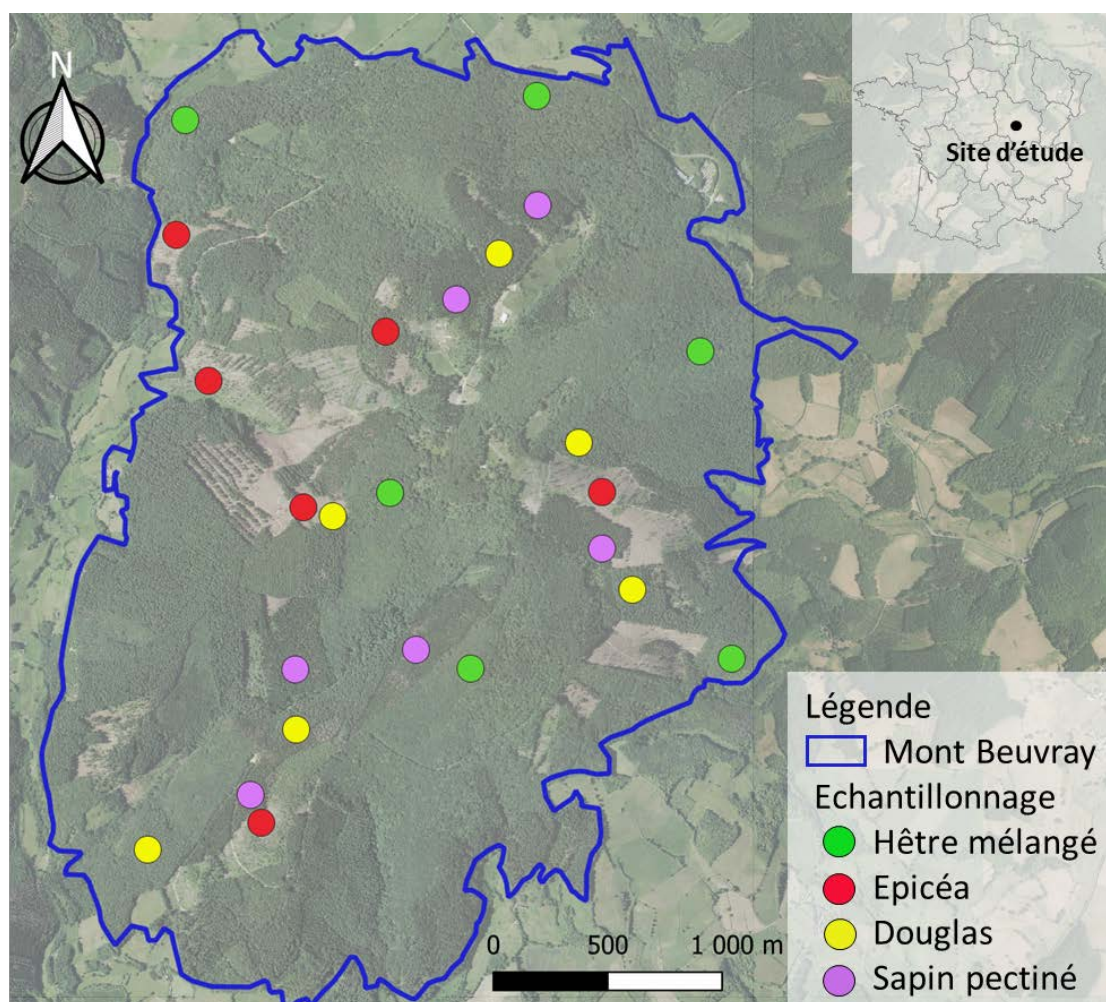 N
Site d'étude
Légende
Mont Beuvray
Echantillonnage
Hêtre mélangé
Epicéa
Douglas
Sapin pectiné
0 500 1 000 m